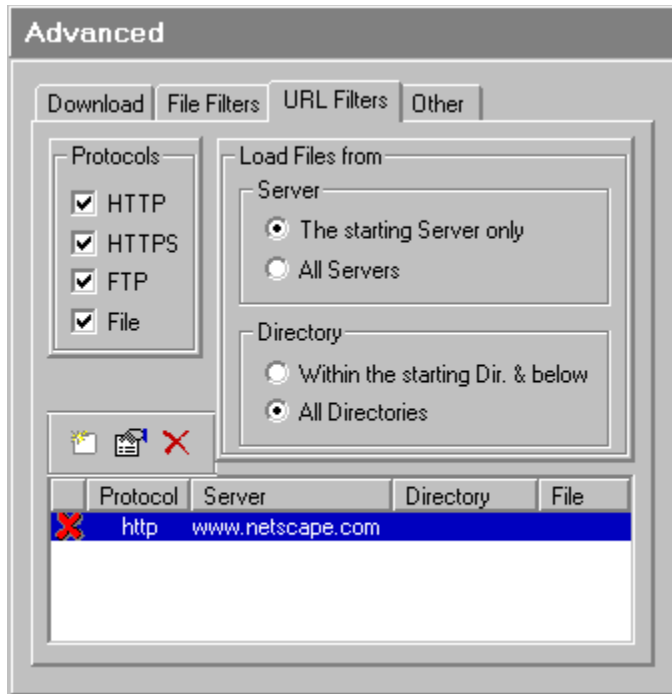 Advanced
Download File Filters URL Filters Other
Protocols
HTTP
HTTPS
FTP
File
Load Files from
Server
The starting Server only
All Servers
Directory
Within the starting Dir. & below
All Directories
Protocol Server Directory File
http www.netscape.com